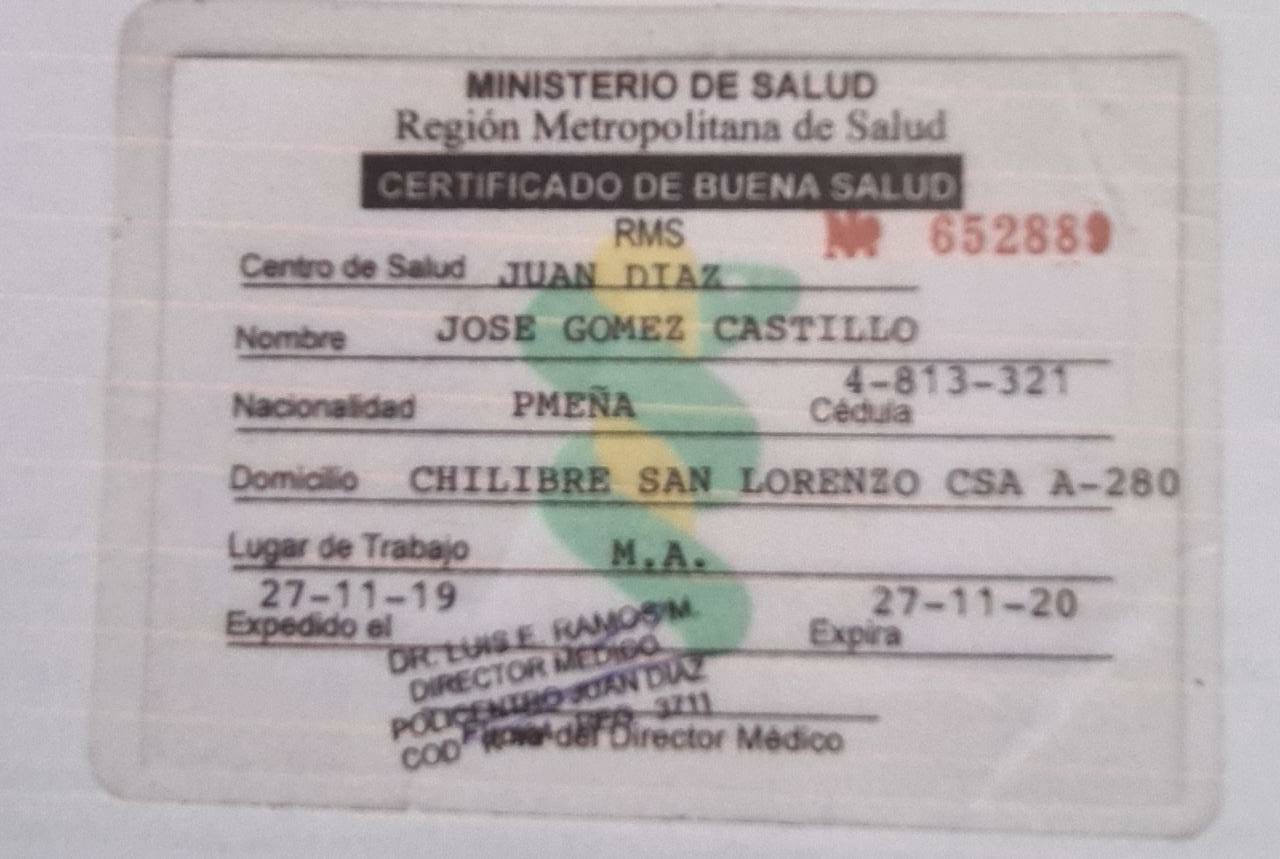 MINISTERIO DE SALUD
Región Metropolitana de Salud
CERTIFICADO DE BUENA SALUD
RMS
Nº 652889
Centro de Salud JUAN DIAZ
Nombre JOSE GOMEZ CASTILLO
4-813-321
Nacionalidad PMEÑA Cédula
Domicilio CHILIBRE SAN LORENZO CSA A-280
Lugar de Trabajo M.A.
27-11-19 27-11-20
Expedido el Expira
DR. LUIS E. RAMOS M.
DIRECTOR MEDICO
POLICENTRO JUAN DIAZ
COD REG 3711
Firma del Director Médico